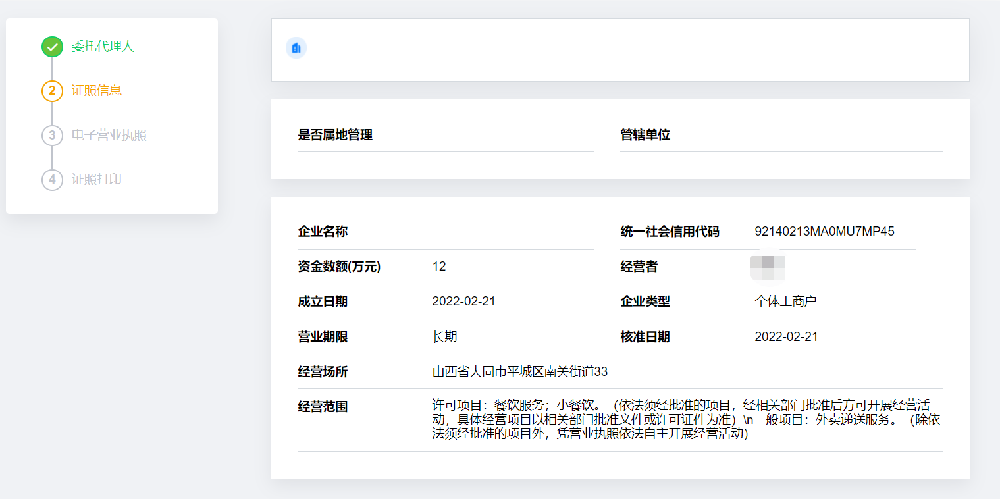 委托代理人
2 证照信息
3 电子营业执照
4 证照打印
是否属地管理 管辖单位
企业名称 统一社会信用代码 92140213MA0MU7MP45
资金数额(万元) 12 经营者
成立日期 2022-02-21 企业类型 个体工商户
营业期限 长期 核准日期 2022-02-21
经营场所 山西省大同市平城区南关街道33
经营范围 许可项目：餐饮服务；小餐饮。（依法须经批准的项目，经相关部门批准后方可开展经营活
动，具体经营项目以相关部门批准文件或许可证件为准）\n一般项目：外卖递送服务。（除依
法须经批准的项目外，凭营业执照依法自主开展经营活动）